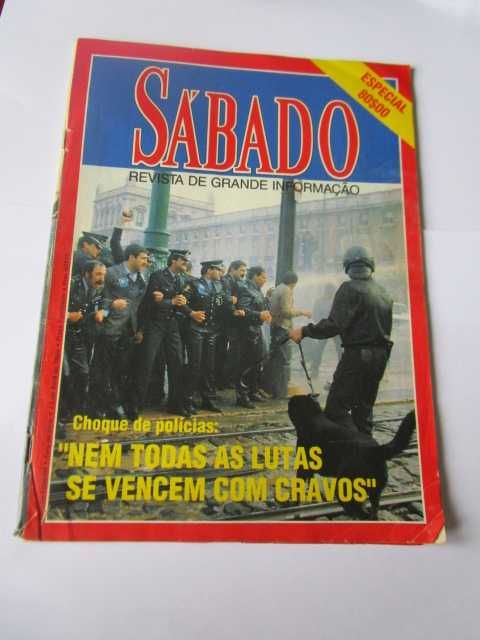 ESPECIAL
80$00
SÁBADO
REVISTA DE GRANDE INFORMAÇÃO
Choque de polícias:
"NEM TODAS AS LUTAS
SE VENCEM COM CRAVOS"